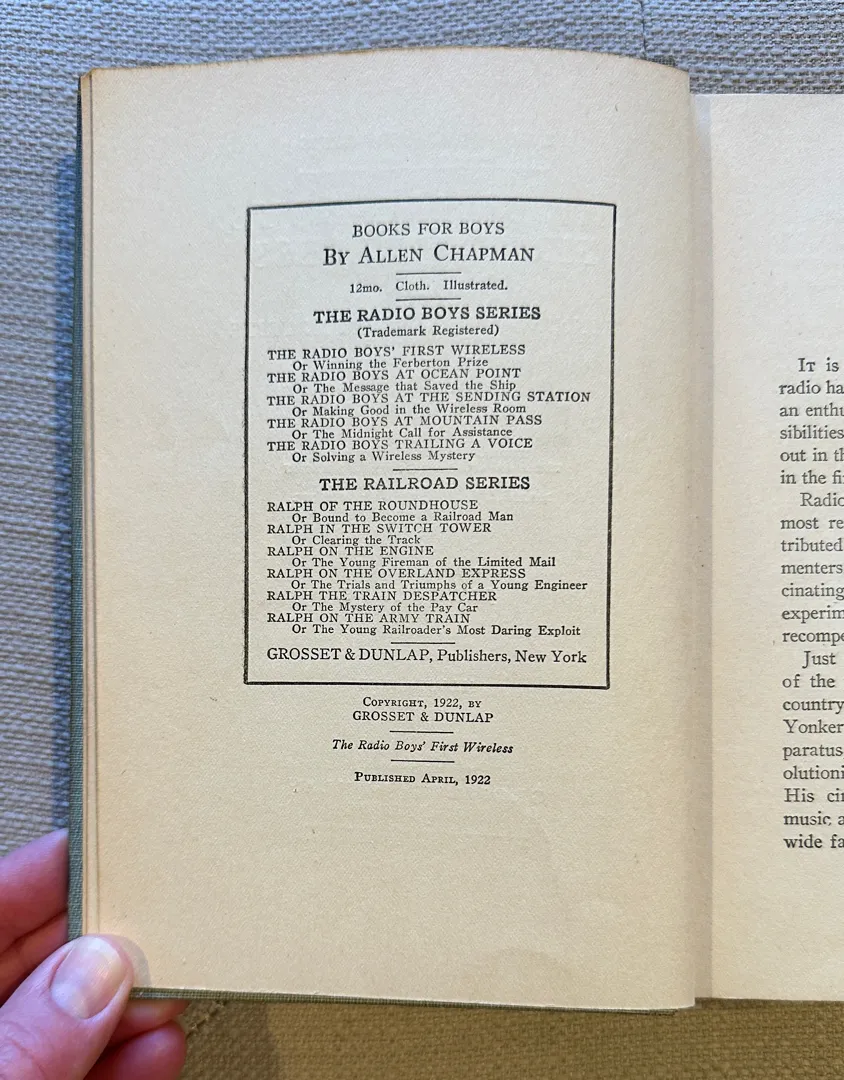 BOOKS FOR BOYS
BY ALLEN CHAPMAN
12mo. Cloth. Illustrated.
THE RADIO BOYS SERIES
(Trademark Registered)
THE RADIO BOYS' FIRST WIRELESS
Or Winning the Ferberton Prize
THE RADIO BOYS AT OCEAN POINT
Or The Message that Saved the Ship
THE RADIO BOYS AT THE SENDING STATION
Or Making Good in the Wireless Room
THE RADIO BOYS AT MOUNTAIN PASS
Or The Midnight Call for Assistance
THE RADIO BOYS TRAILING A VOICE
Or Solving a Wireless Mystery
THE RAILROAD SERIES
RALPH OF THE ROUNDHOUSE
Or Bound to Become a Railroad Man
RALPH IN THE SWITCH TOWER
Or Clearing the Track
RALPH ON THE ENGINE
Or The Young Fireman of the Limited Mail
RALPH ON THE OVERLAND EXPRESS
Or The Trials and Triumphs of a Young Engineer
RALPH THE TRAIN DESPATCHER
Or The Mystery of the Pay Car
RALPH ON THE ARMY TRAIN
Or The Young Railroader's Most Daring Exploit
GROSSET & DUNLAP, Publishers, New York
COPYRIGHT, 1922, BY
GROSSET & DUNLAP
The Radio Boys' First Wireless
PUBLISHED APRIL, 1922
IT is
radio ha
an enthu
sibilities
out in th
in the fi
Radio
most re
tributed
menters
cinating
experim
recompe
Just
of the
country
Yonker
paratus
olutioni
His cir
music a
wide fa